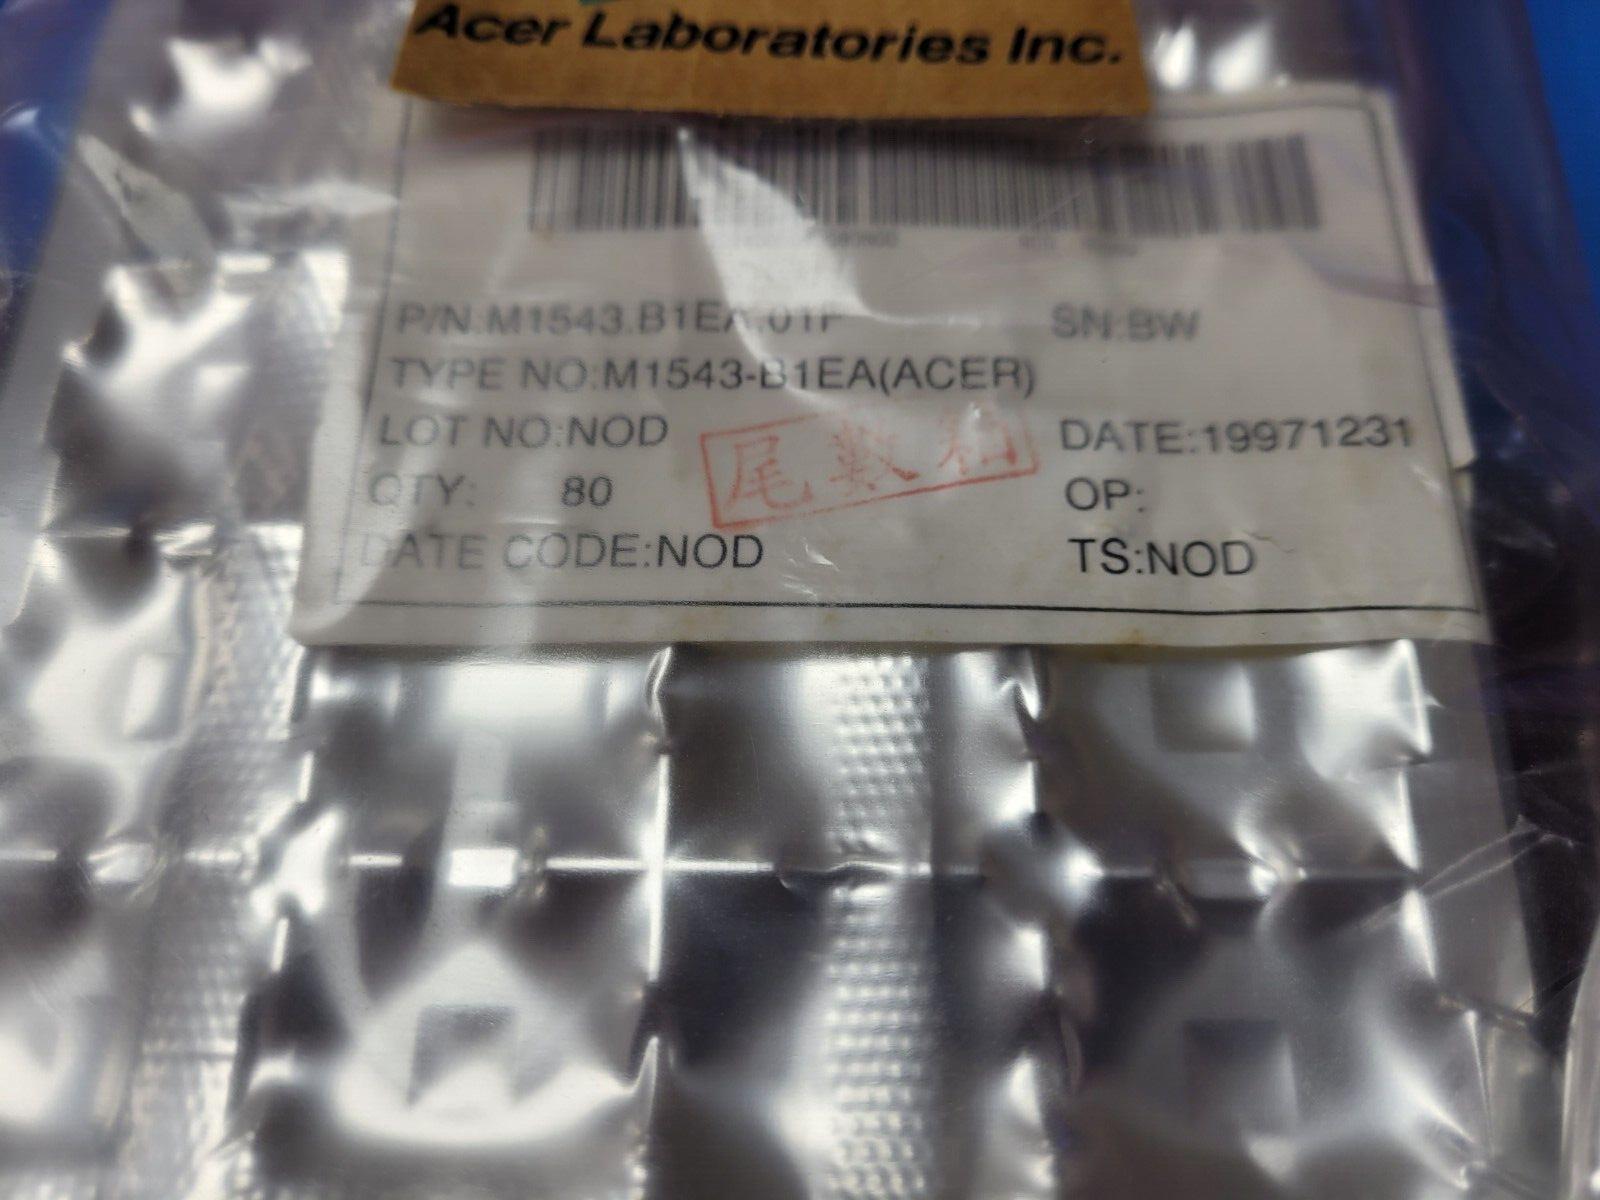 Acer Laboratories Inc.
P/N:M1543.B1EA.01F SN:BW
TYPE NO:M1543-B1EA(ACER)
LOT NO:NOD DATE:19971231
尾數箱
QTY: 80 OP:
DATE CODE:NOD TS:NOD